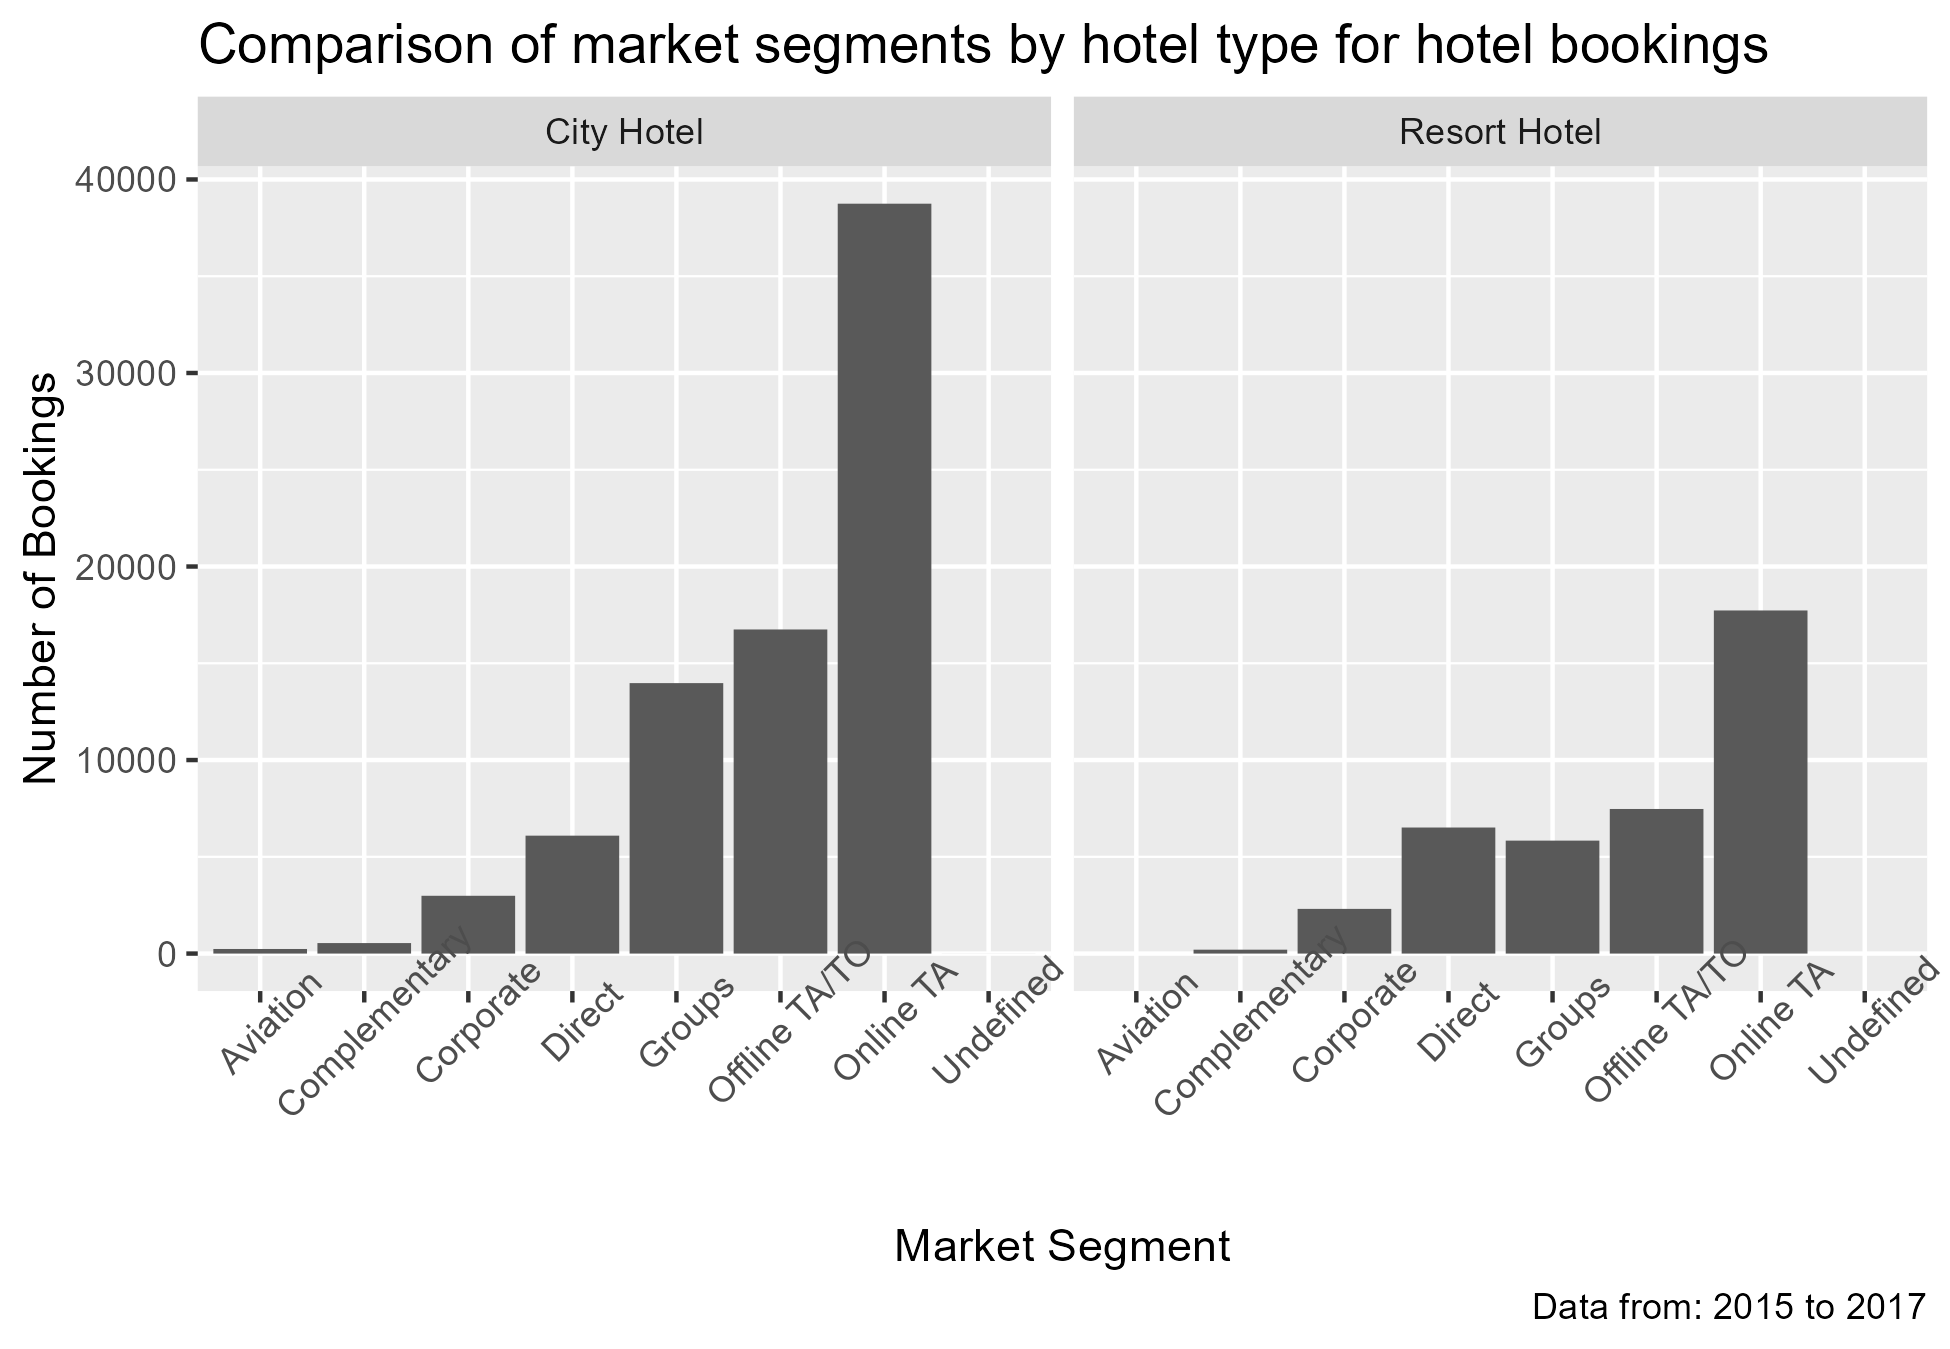 Comparison of market segments by hotel type for hotel bookings
City Hotel
Resort Hotel
Number of Bookings
40000
30000
20000
10000
0
Aviation
Complementary
Corporate
Direct
Groups
Offline TA/TO
Online TA
Undefined
Aviation
Complementary
Corporate
Direct
Groups
Offline TA/TO
Online TA
Undefined
Market Segment
Data from: 2015 to 2017